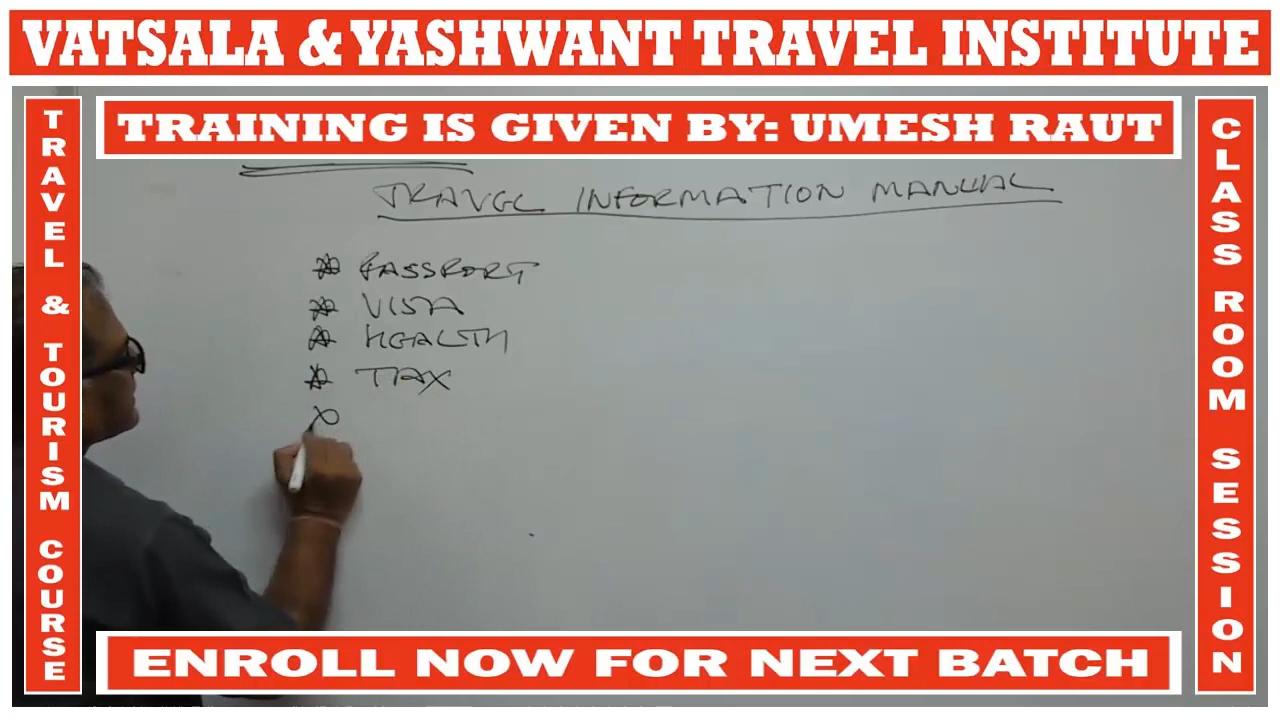 VATSALA & YASHWANT TRAVEL INSTITUTE
TRAINING IS GIVEN BY: UMESH RAUT
TRAVEL & TOURISM COURSE
TRAVEL INFORMATION MANUAL
* PASSPORT
* VISA
* HEALTH
* TAX
CLASS ROOM SESSION
ENROLL NOW FOR NEXT BATCH